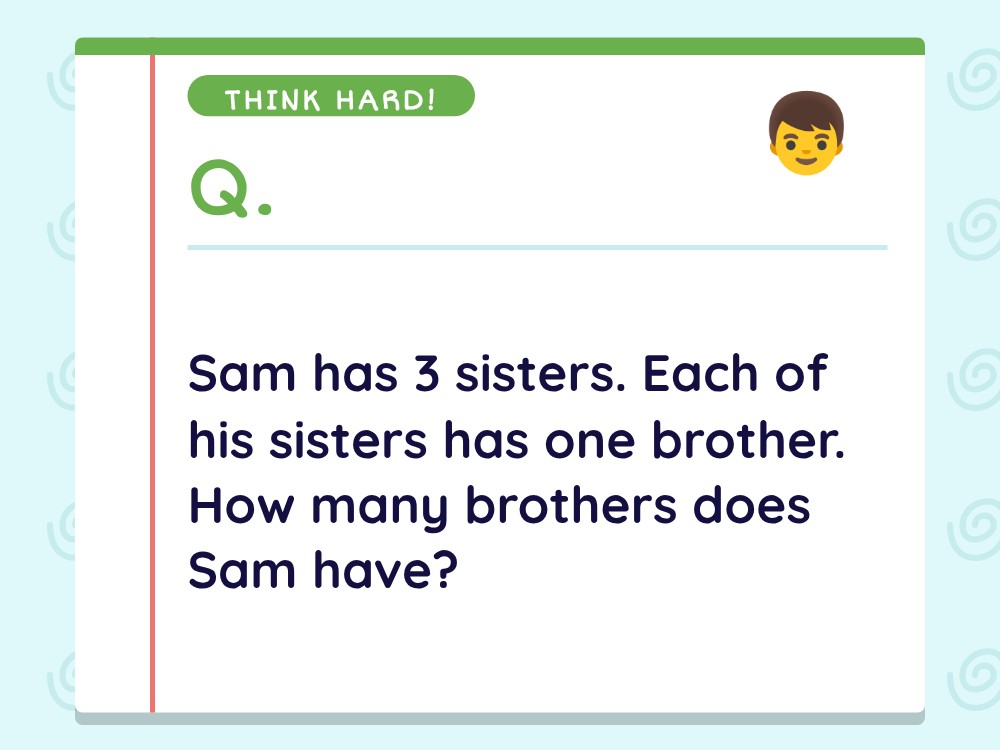 THINK HARD!
Q.
Sam has 3 sisters. Each of
his sisters has one brother.
How many brothers does
Sam have?